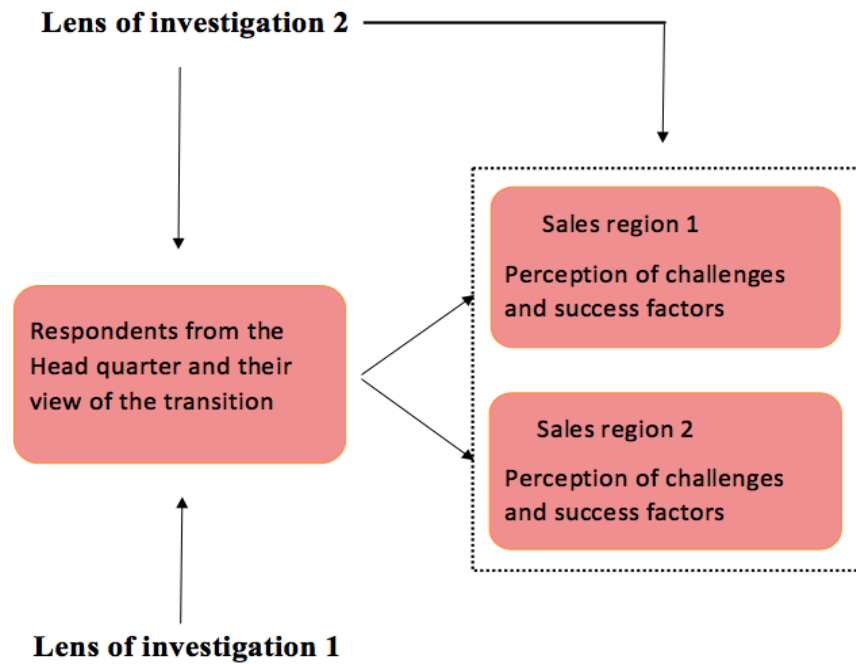 Lens of investigation 2
Sales region 1
Perception of challenges
and success factors
Respondents from the
Head quarter and their
view of the transition
Sales region 2
Perception of challenges
and success factors
Lens of investigation 1